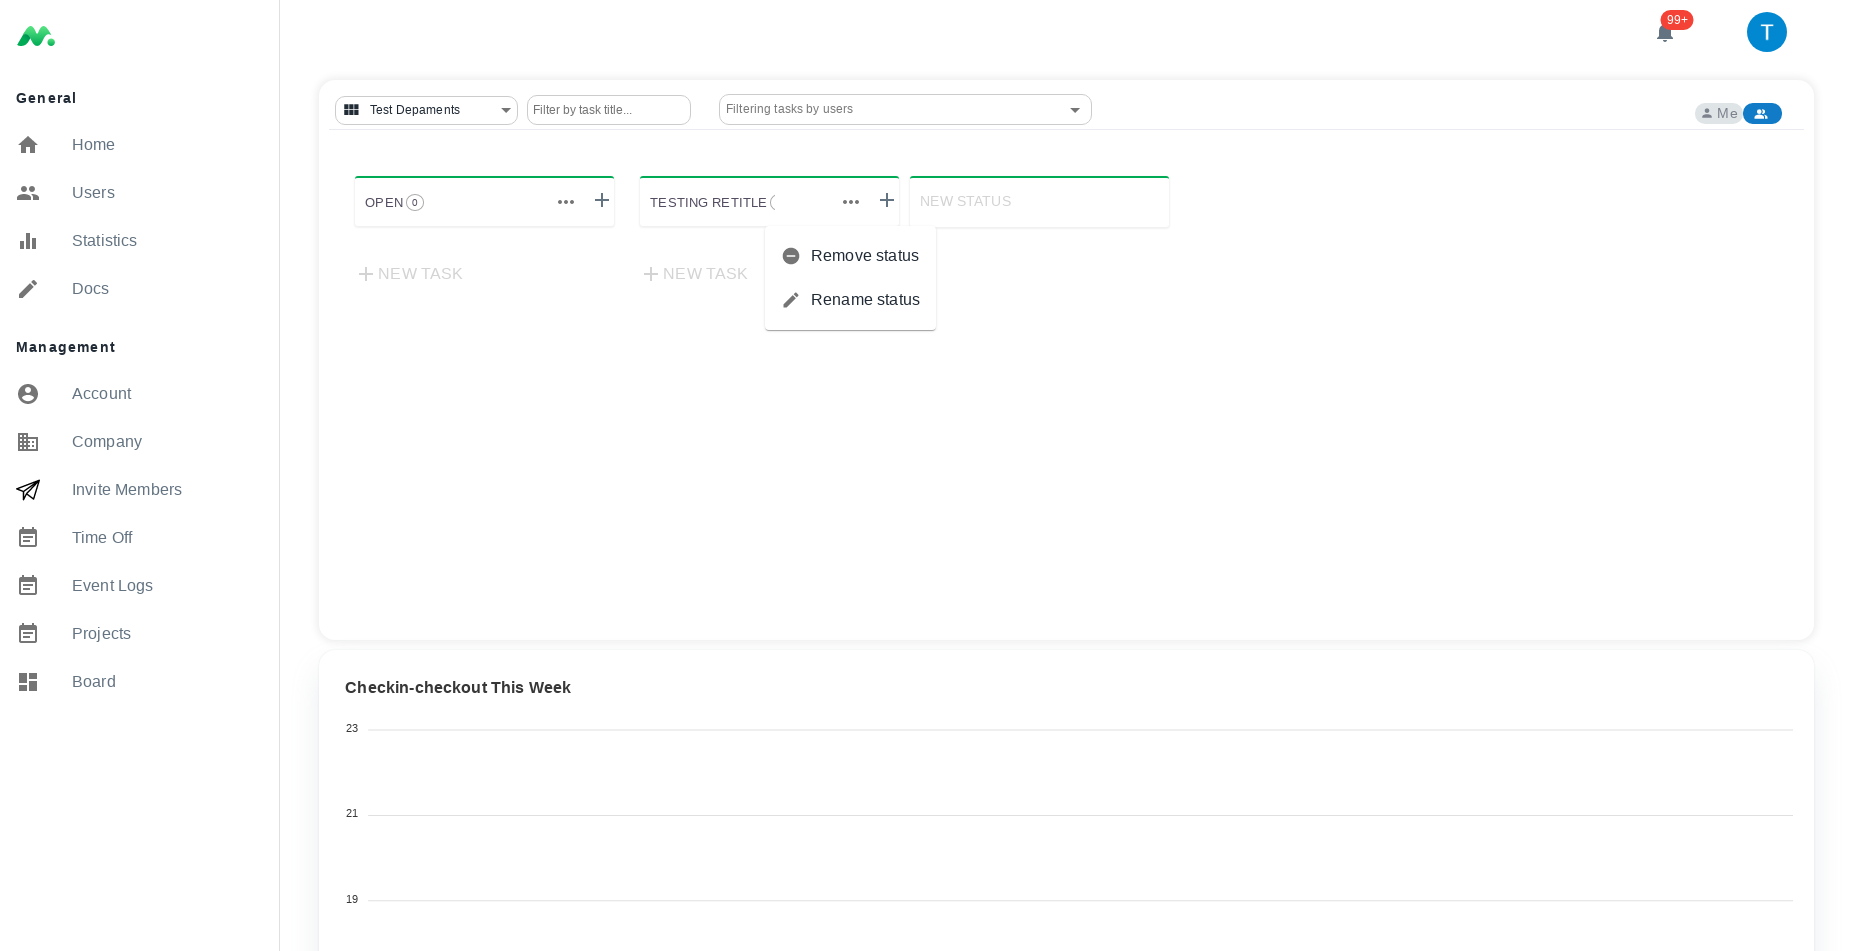 General
Home
Users
Statistics
Docs
Management
Account
Company
Invite Members
Time Off
Event Logs
Projects
Board
99+
T
Test Depaments
Filter by task title...
Filtering tasks by users
Me
OPEN 0
TESTING RETITLE
NEW STATUS
NEW TASK
NEW TASK
Remove status
Rename status
Checkin-checkout This Week
23
21
19